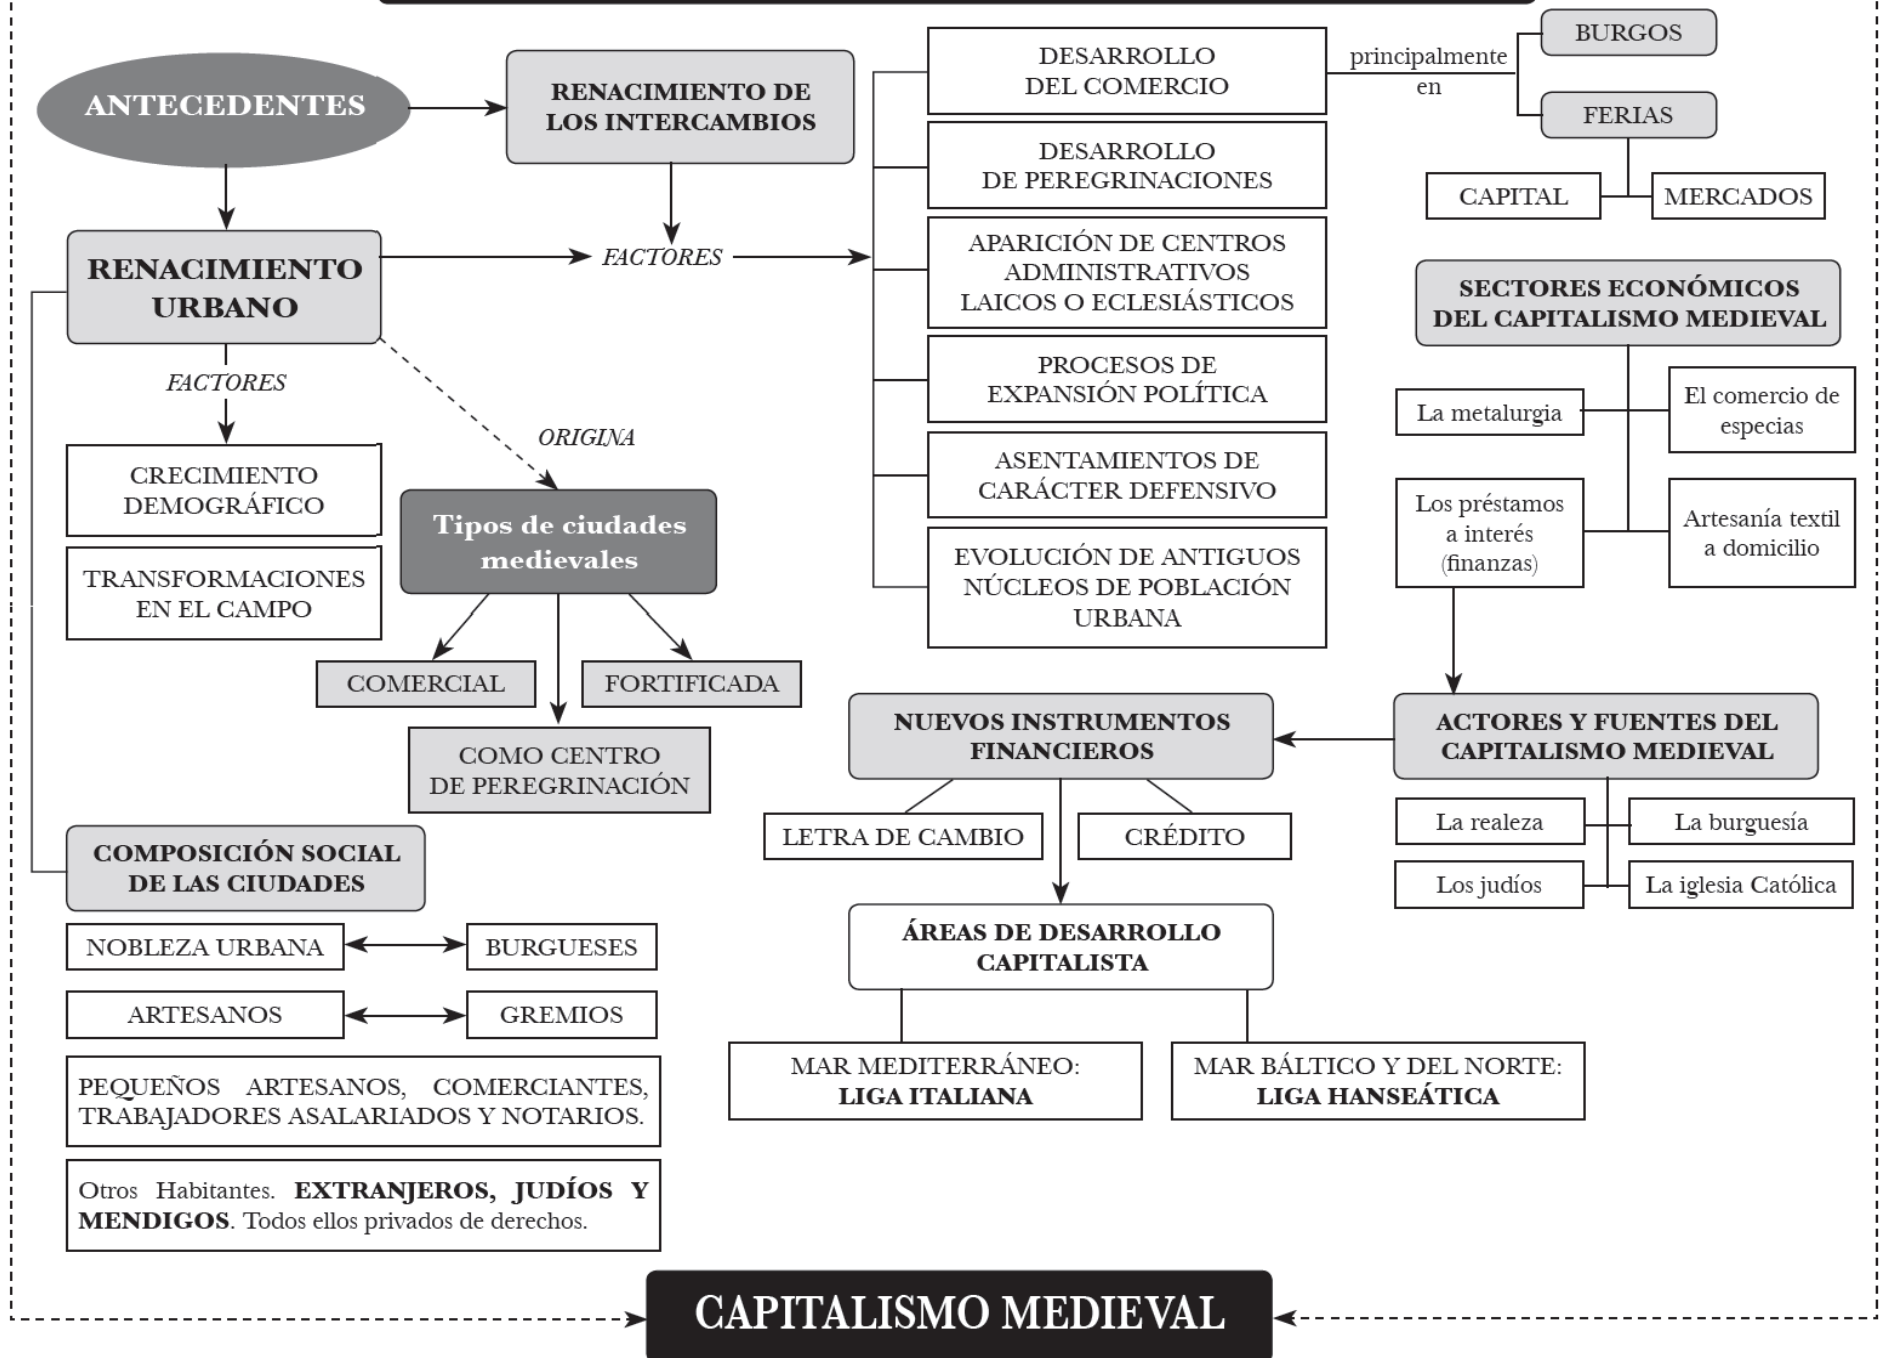 ANTECEDENTES
RENACIMIENTO DE
LOS INTERCAMBIOS
DESARROLLO
DEL COMERCIO
principalmente
en
BURGOS
FERIAS
CAPITAL
MERCADOS
DESARROLLO
DE PEREGRINACIONES
APARICIÓN DE CENTROS
ADMINISTRATIVOS
LAICOS O ECLESIÁSTICOS
PROCESOS DE
EXPANSIÓN POLÍTICA
ASENTAMIENTOS DE
CARÁCTER DEFENSIVO
EVOLUCIÓN DE ANTIGUOS
NÚCLEOS DE POBLACIÓN
URBANA
RENACIMIENTO
URBANO
FACTORES
FACTORES
CRECIMIENTO
DEMOGRÁFICO
TRANSFORMACIONES
EN EL CAMPO
ORIGINA
Tipos de ciudades
medievales
COMERCIAL
FORTIFICADA
COMO CENTRO
DE PEREGRINACIÓN
SECTORES ECONÓMICOS
DEL CAPITALISMO MEDIEVAL
La metalurgia
El comercio de
especias
Los préstamos
a interés
(finanzas)
Artesanía textil
a domicilio
ACTORES Y FUENTES DEL
CAPITALISMO MEDIEVAL
La realeza
La burguesía
Los judíos
La iglesia Católica
NUEVOS INSTRUMENTOS
FINANCIEROS
LETRA DE CAMBIO
CRÉDITO
ÁREAS DE DESARROLLO
CAPITALISTA
MAR MEDITERRÁNEO:
LIGA ITALIANA
MAR BÁLTICO Y DEL NORTE:
LIGA HANSEÁTICA
COMPOSICIÓN SOCIAL
DE LAS CIUDADES
NOBLEZA URBANA
BURGUESES
ARTESANOS
GREMIOS
PEQUEÑOS ARTESANOS, COMERCIANTES,
TRABAJADORES ASALARIADOS Y NOTARIOS.
Otros Habitantes. EXTRANJEROS, JUDÍOS Y
MENDIGOS. Todos ellos privados de derechos.
CAPITALISMO MEDIEVAL